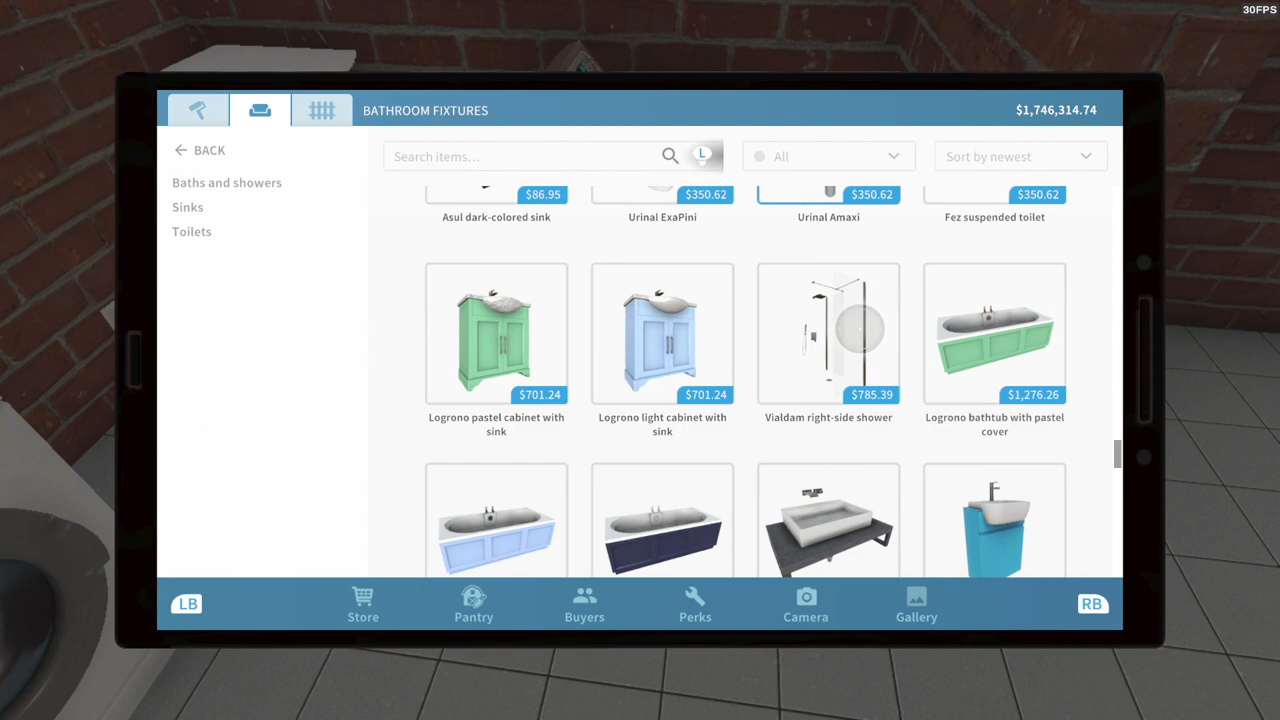 30FPS
BATHROOM FIXTURES
$1,746,314.74
BACK
Search items...
L
All
Sort by newest
Baths and showers
Sinks
Toilets
$86.95
$350.62
$350.62
$350.62
Asul dark-colored sink
Urinal ExaPini
Urinal Amaxi
Fez suspended toilet
$701.24
$701.24
$785.39
$1,276.26
Logrono pastel cabinet with
sink
Logrono light cabinet with
sink
Vialdam right-side shower
Logrono bathtub with pastel
cover
LB
Store
Pantry
Buyers
Perks
Camera
Gallery
RB